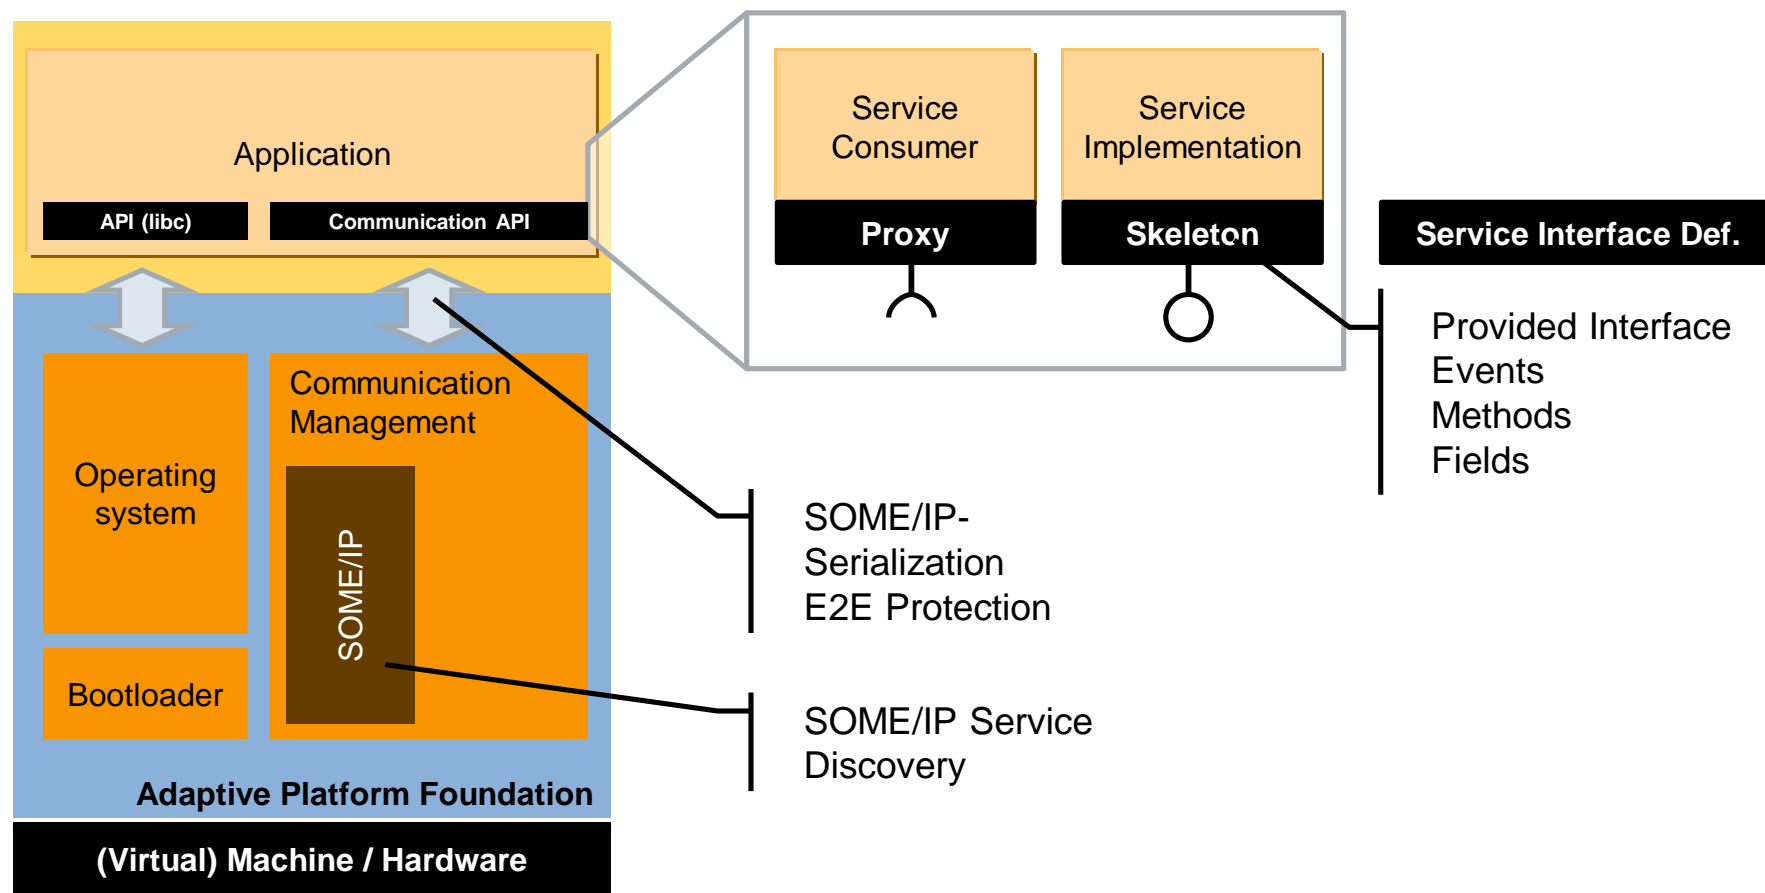 Application
API (libc)
Communication API
Operating
system
Bootloader
Communication
Management
SOME/IP
Adaptive Platform Foundation
(Virtual) Machine / Hardware
Service
Consumer
Proxy
Service
Implementation
Skeleton
Service Interface Def.
Provided Interface
Events
Methods
Fields
SOME/IP-
Serialization
E2E Protection
SOME/IP Service
Discovery